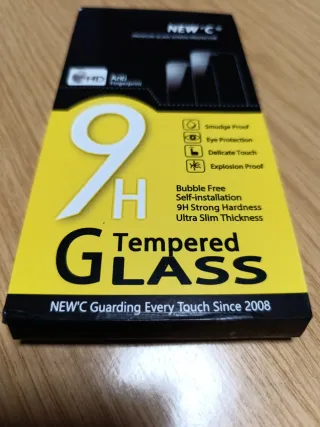 NEW'C
HD
Anti
Fingerprints
Smudge Proof
Eye Protection
Delicate Touch
Explosion Proof
9H
Bubble Free
Self-installation
9H Strong Hardness
Ultra Slim Thickness
Tempered
GLASS
NEW'C Guarding Every Touch Since 2008